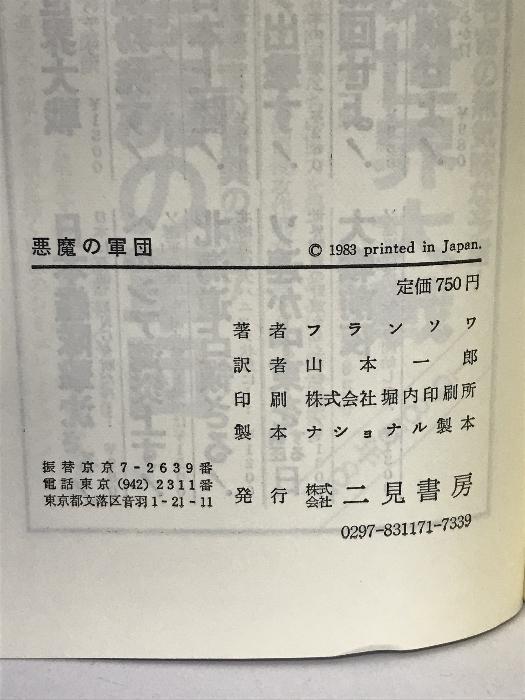 悪魔の軍団
© 1983 printed in Japan.
定価 750円
著者 フランソワ
訳者 山本一郎
印刷 株式会社 堀内印刷所
製本 ナショナル製本
振替京京7-2639番
電話東京(942)2311番
東京都文落区音羽1-21-11
発行 株式会社 二見書房
0297-831171-7339